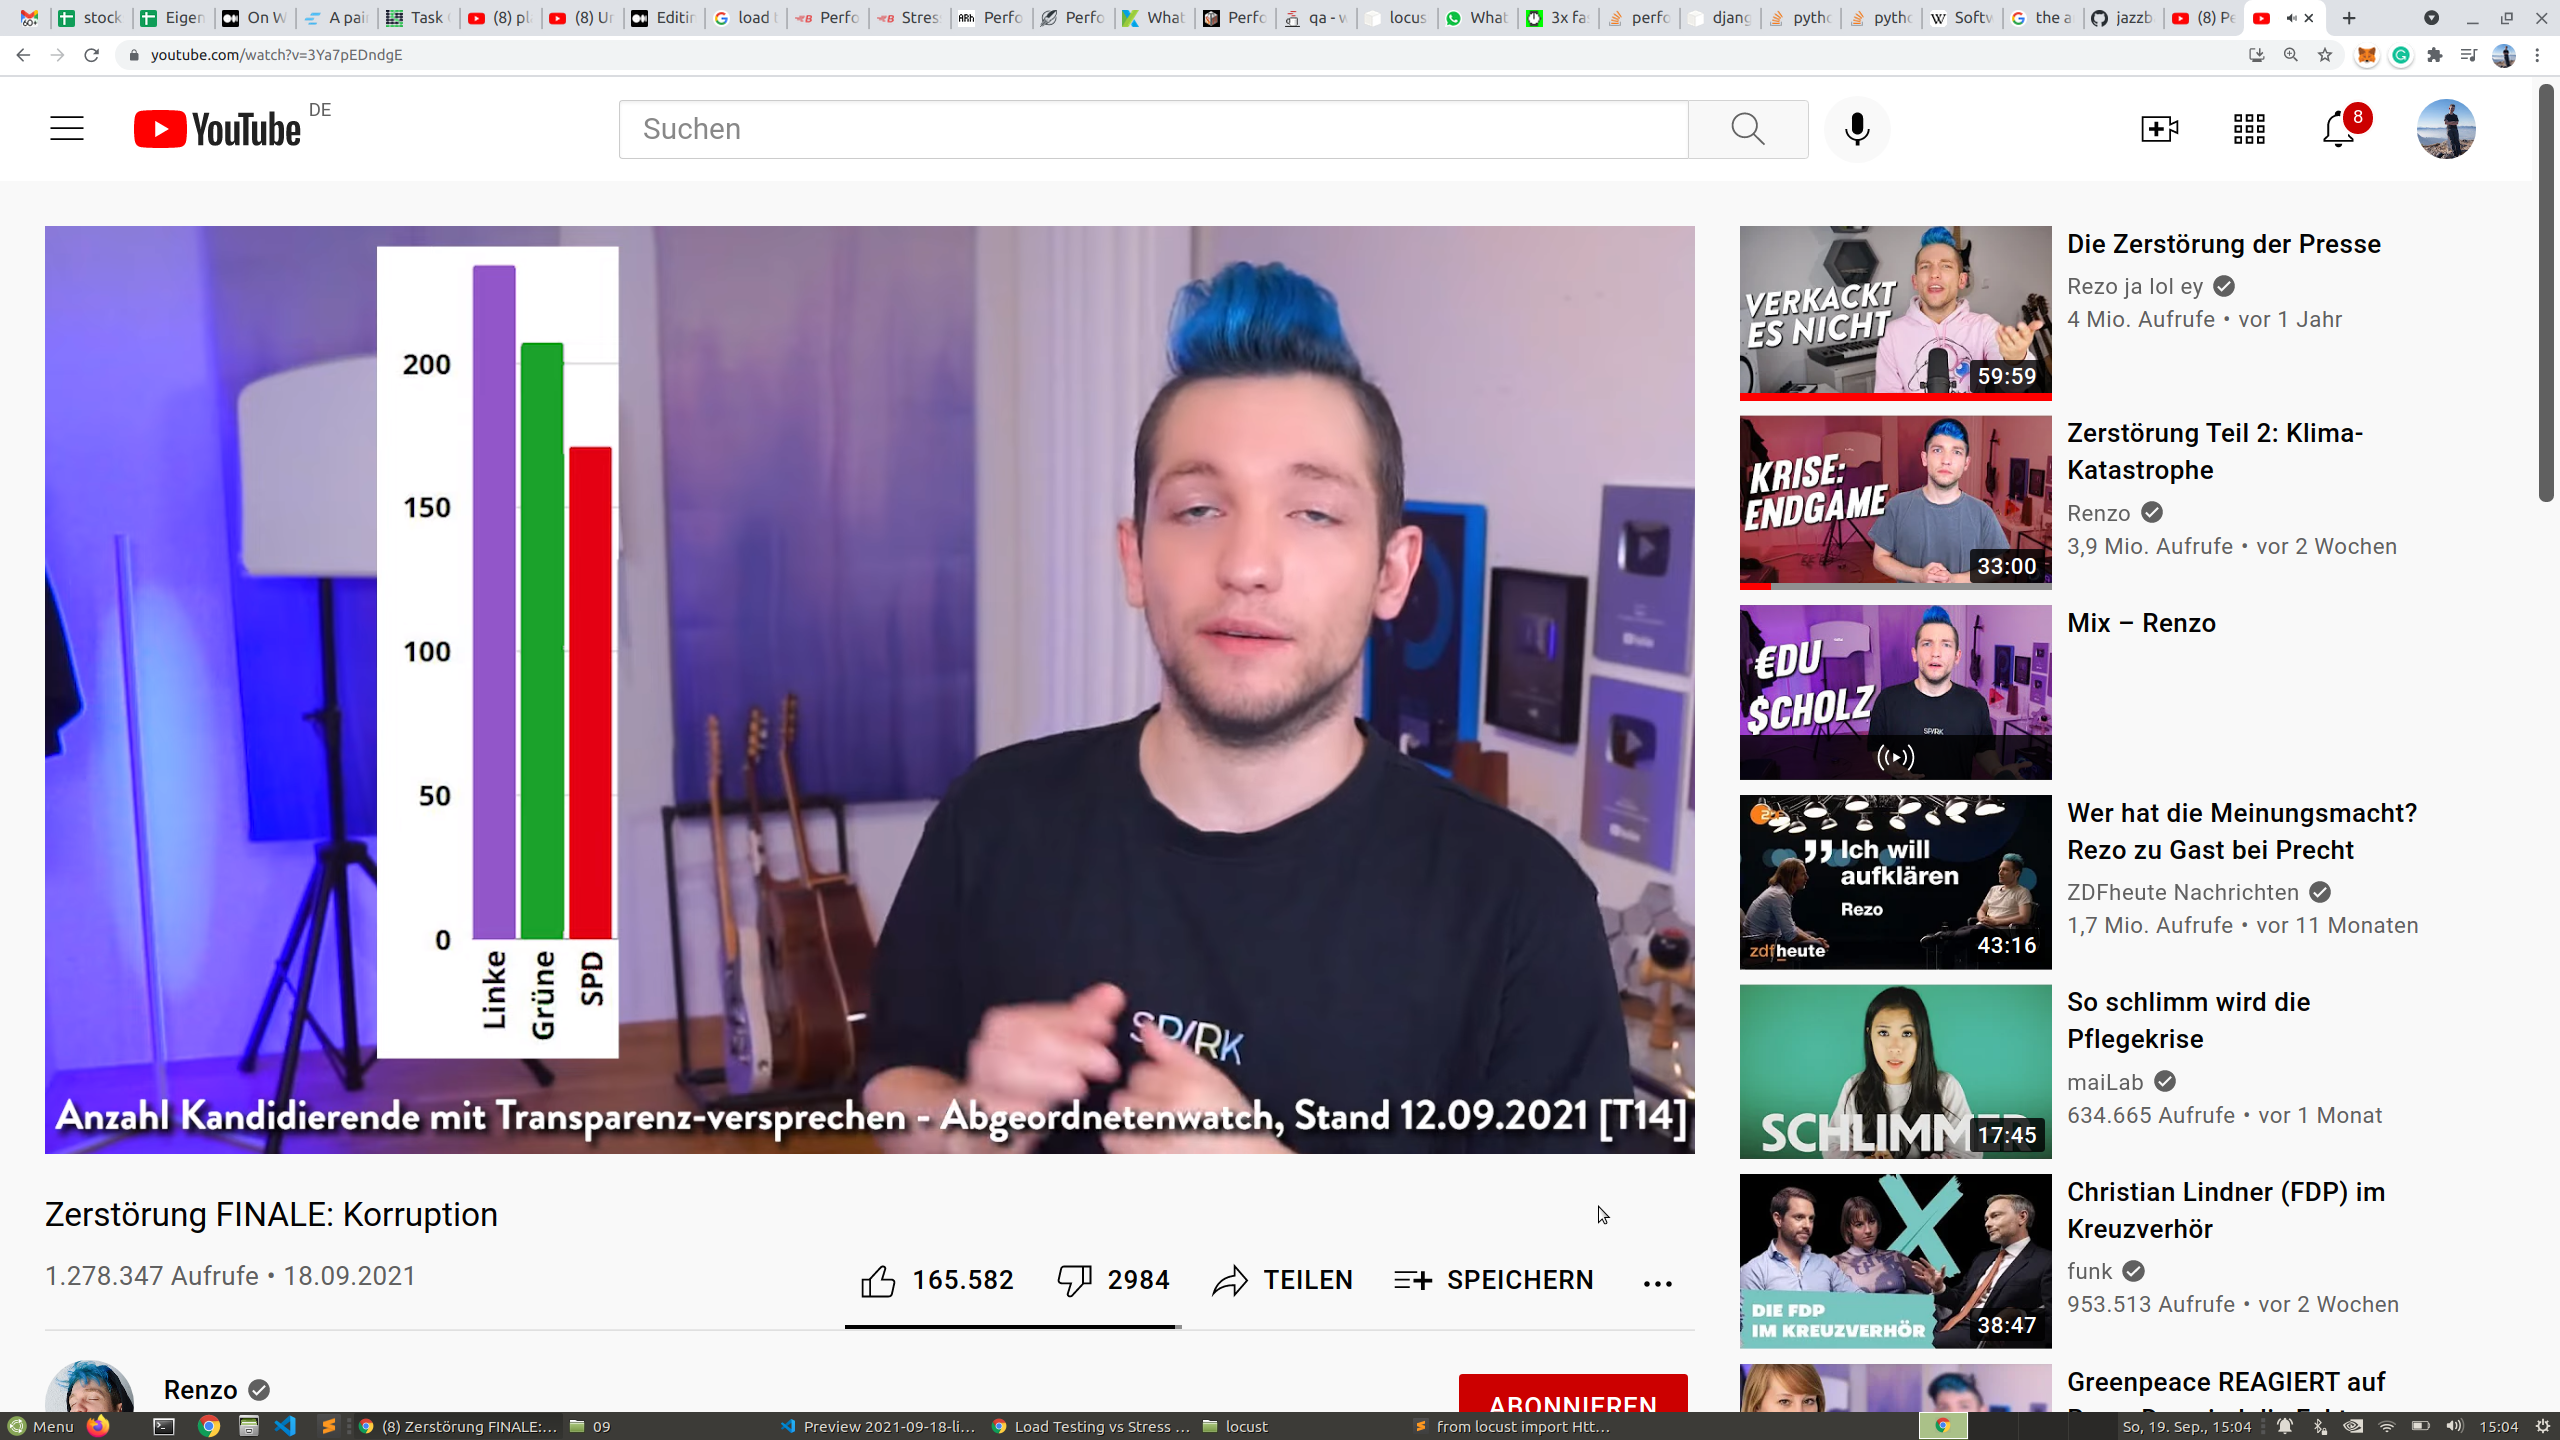 stock
Eigen
On W
A pai
Task
(8) pl
(8) Ur
Editin
load t
Perfo
Stres
Perfo
Perfo
What
Perfo
qa - w
locus
What
3x fas
perfo
djang
pytho
pytho
Softw
the a
jazzb
(8) Pe
youtube.com/watch?v=3Ya7pEDndgE
YouTube DE
Suchen
8
200
150
100
50
0
Linke
Grüne
SPD
SP/RK
Anzahl Kandidierende mit Transparenz-versprechen - Abgeordnetenwatch, Stand 12.09.2021 [T14]
Zerstörung FINALE: Korruption
1.278.347 Aufrufe • 18.09.2021
165.582
2984
TEILEN
SPEICHERN
Renzo
ABONNIEREN
VERKACKT
ES NICHT
59:59
Die Zerstörung der Presse
Rezo ja lol ey
4 Mio. Aufrufe • vor 1 Jahr
KRISE:
ENDGAME
33:00
Zerstörung Teil 2: Klima-
Katastrophe
Renzo
3,9 Mio. Aufrufe • vor 2 Wochen
€DU
$CHOLZ
SP/RK
Mix – Renzo
Ich will
aufklären
Rezo
zdfheute
43:16
Wer hat die Meinungsmacht?
Rezo zu Gast bei Precht
ZDFheute Nachrichten
1,7 Mio. Aufrufe • vor 11 Monaten
SCHLIMMER
17:45
So schlimm wird die
Pflegekrise
maiLab
634.665 Aufrufe • vor 1 Monat
DIE FDP
IM KREUZVERHÖR
38:47
Christian Lindner (FDP) im
Kreuzverhör
funk
953.513 Aufrufe • vor 2 Wochen
Greenpeace REAGIERT auf
Menu
(8) Zerstörung FINALE:...
09
Preview 2021-09-18-li...
Load Testing vs Stress ...
locust
from locust import Htt...
So, 19. Sep., 15:04
15:04